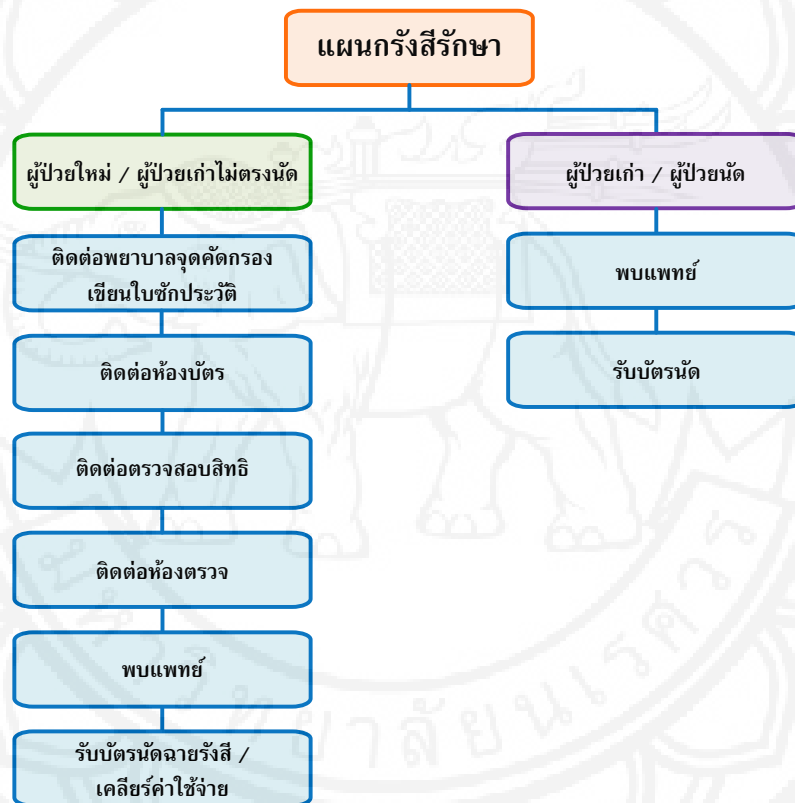 แผนกรังสีรักษา
ผู้ป่วยใหม่ / ผู้ป่วยเก่าไม่ตรงนัด
ติดต่อพยาบาลจุดคัดกรอง
เขียนใบซักประวัติ
ติดต่อห้องบัตร
ติดต่อตรวจสอบสิทธิ
ติดต่อห้องตรวจ
พบแพทย์
รับบัตรนัดฉายรังสี /
เคลียร์ค่าใช้จ่าย
ผู้ป่วยเก่า / ผู้ป่วยนัด
พบแพทย์
รับบัตรนัด